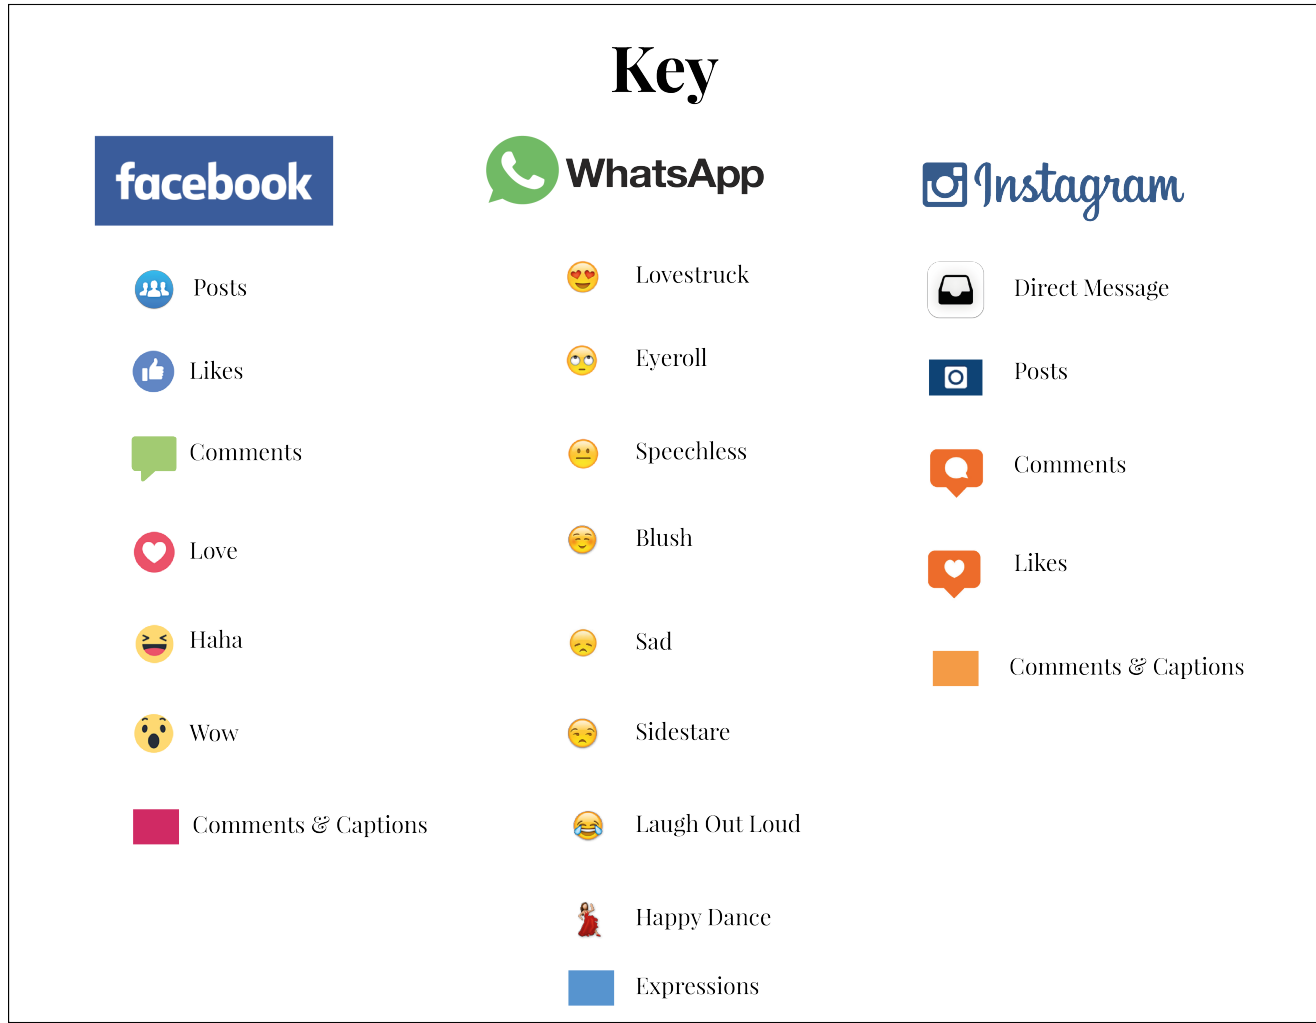 Key
facebook
Posts
Likes
Comments
Love
Haha
Wow
Comments & Captions
WhatsApp
Lovestruck
Eyeroll
Speechless
Blush
Sad
Sidestare
Laugh Out Loud
Happy Dance
Expressions
Instagram
Direct Message
Posts
Comments
Likes
Comments & Captions